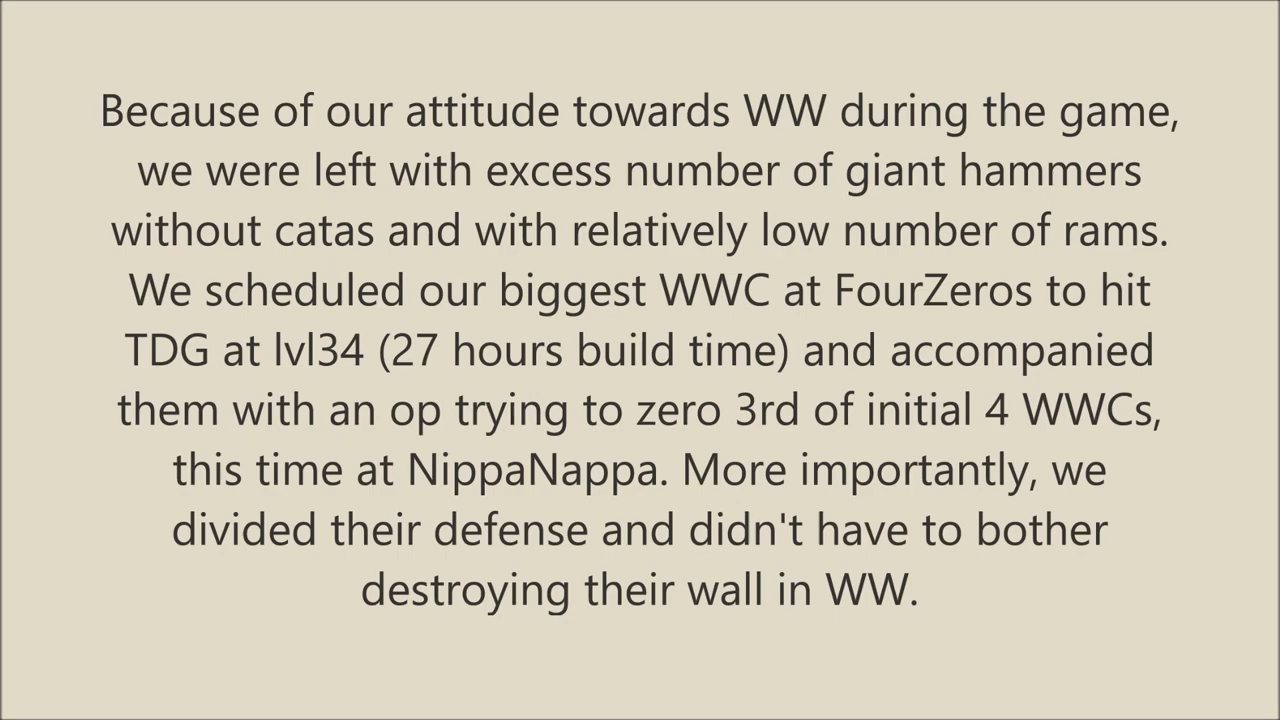 Because of our attitude towards WW during the game,
we were left with excess number of giant hammers
without catas and with relatively low number of rams.
We scheduled our biggest WWC at FourZeros to hit
TDG at lvl34 (27 hours build time) and accompanied
them with an op trying to zero 3rd of initial 4 WWCs,
this time at NippaNappa. More importantly, we
divided their defense and didn't have to bother
destroying their wall in WW.